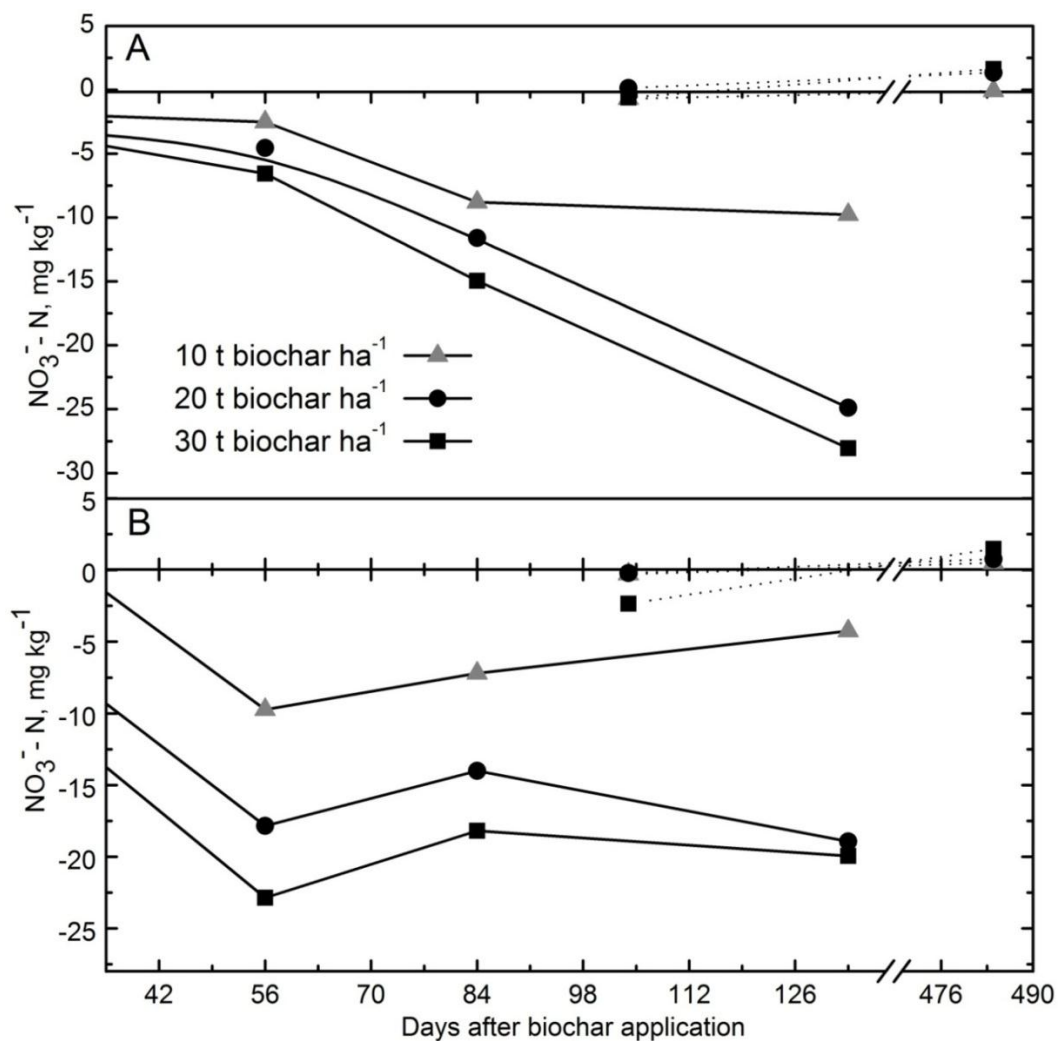 A
5
0
-5
-10
-15
-20
-25
-30
NO₃⁻- N, mg kg⁻¹
10 t biochar ha⁻¹
20 t biochar ha⁻¹
30 t biochar ha⁻¹
B
5
0
-5
-10
-15
-20
-25
NO₃⁻- N, mg kg⁻¹
42 56 70 84 98 112 126 476 490
Days after biochar application